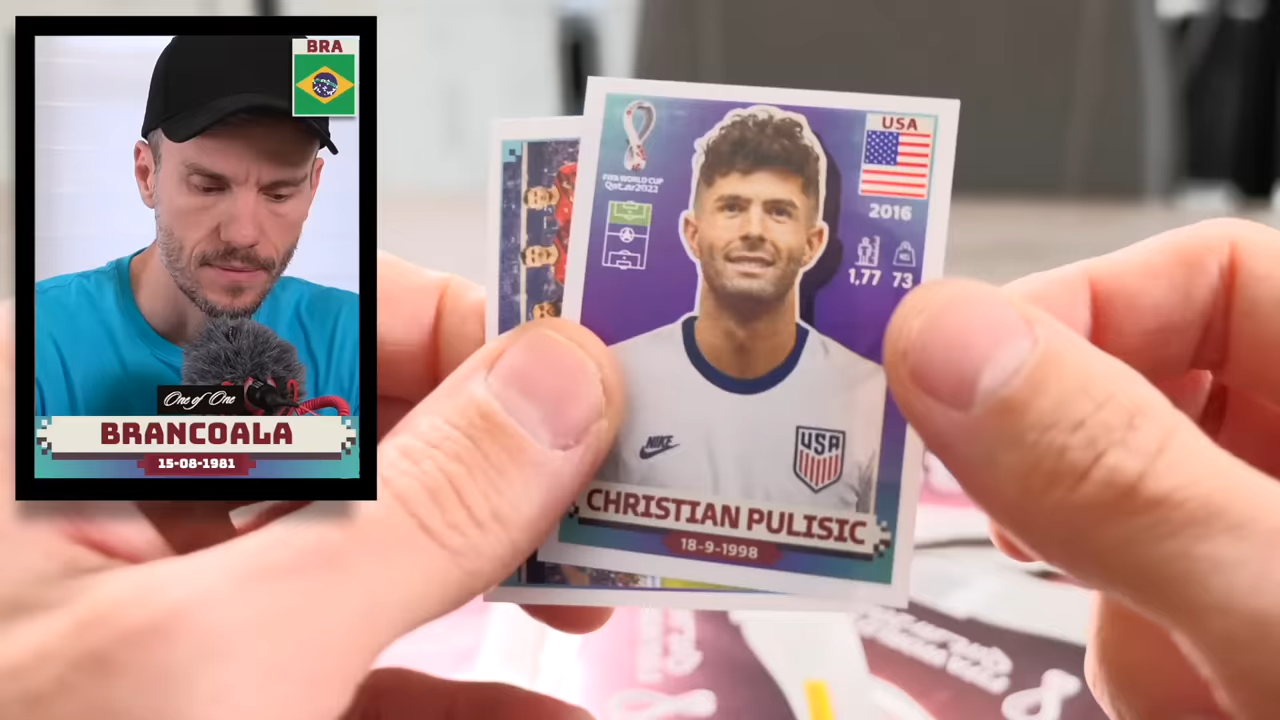 BRA
One of One
BRANCOALA
15-08-1981
FIFA WORLD CUP
Qatar2022
USA
2016
1,77 73
NIKE
USA
CHRISTIAN PULISIC
18-9-1998